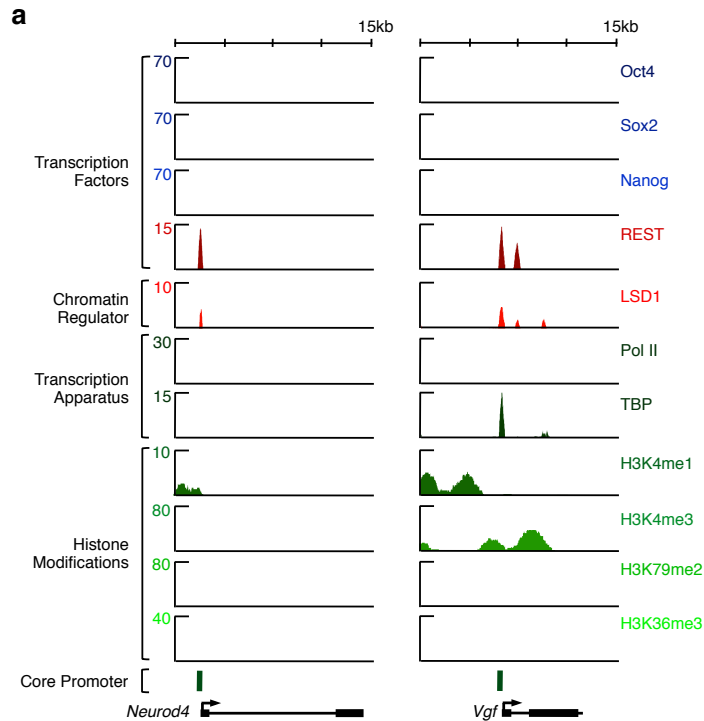 a
15kb 15kb
70 Oct4
70 Sox2
Transcription
Factors
70 Nanog
15 REST
10 LSD1
Chromatin
Regulator
30 Pol II
Transcription
Apparatus
15 TBP
10 H3K4me1
80 H3K4me3
Histone
Modifications
80 H3K79me2
40 H3K36me3
Core Promoter
Neurod4 Vgf